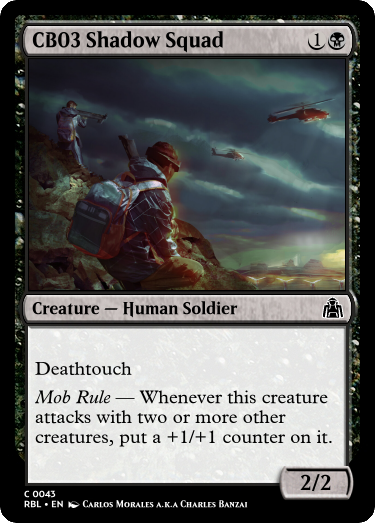 CB03 Shadow Squad 1
Creature — Human Soldier
Deathtouch
Mob Rule — Whenever this creature
attacks with two or more other
creatures, put a +1/+1 counter on it.
2/2
C 0043
RBL • EN Carlos Morales a.k.a Charles Banzai